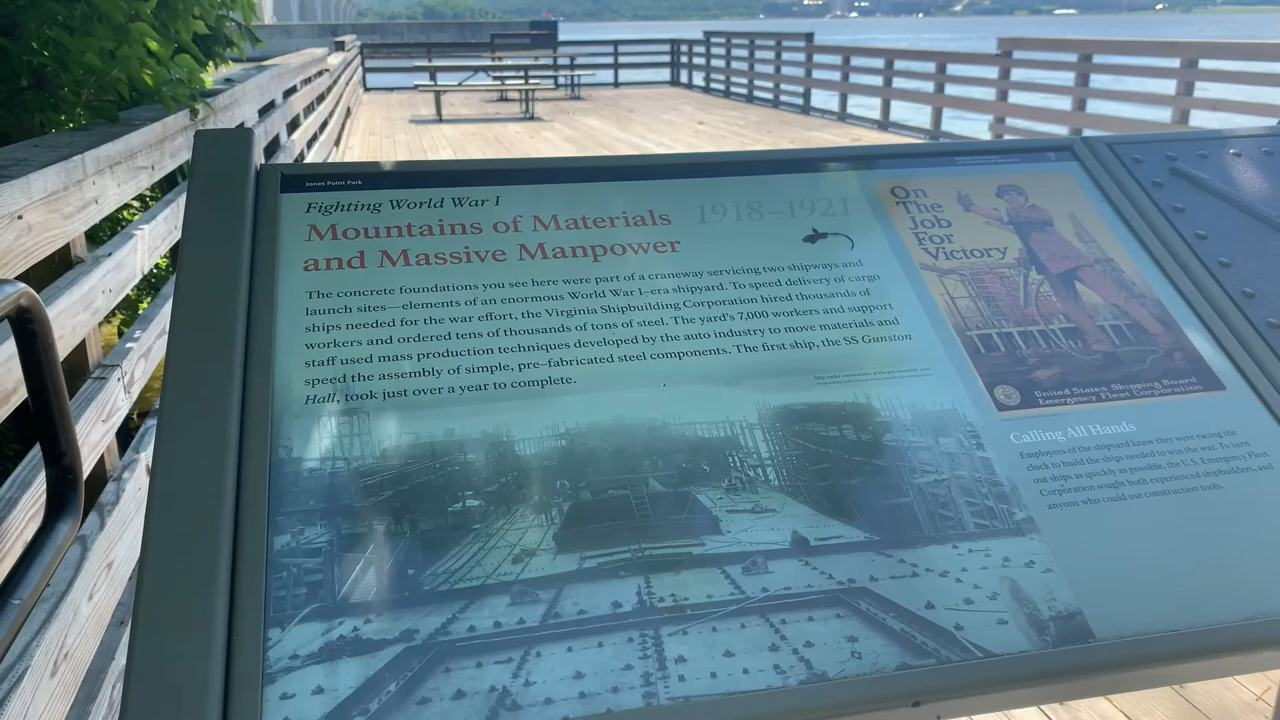 Jones Point Park
Fighting World War I
Mountains of Materials
and Massive Manpower
1918–1921
The concrete foundations you see here were part of a craneway servicing two shipways and
launch sites—elements of an enormous World War I–era shipyard. To speed delivery of cargo
ships needed for the war effort, the Virginia Shipbuilding Corporation hired thousands of
workers and ordered tens of thousands of tons of steel. The yard's 7,000 workers and support
staff used mass production techniques developed by the auto industry to move materials and
speed the assembly of simple, pre–fabricated steel components. The first ship, the SS Gunston
Hall, took just over a year to complete.
On
The
Job
For
Victory
United States Shipping Board
Emergency Fleet Corporation
Calling All Hands
Employees of the shipyard knew they were racing the
clock to build the ships needed to win the war. To turn
out ships as quickly as possible, the U.S. Emergency Fleet
Corporation sought both experienced shipbuilders, and
anyone who could use construction tools.